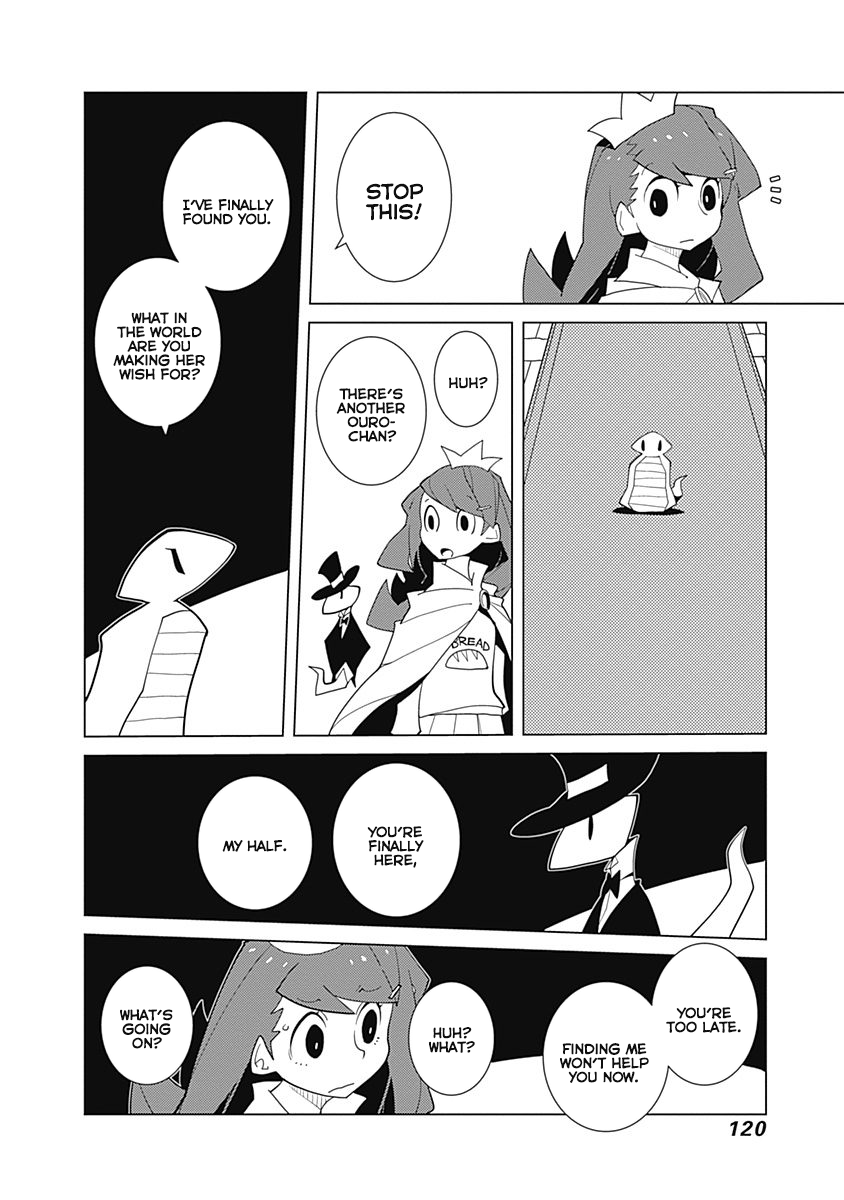 STOP
THIS!
HUH?
THERE'S
ANOTHER
OURO-
CHAN?
BREAD
I'VE FINALLY
FOUND YOU.
WHAT IN
THE WORLD
ARE YOU
MAKING HER
WISH FOR?
YOU'RE
FINALLY
HERE,
MY HALF.
YOU'RE
TOO LATE.
FINDING ME
WON'T HELP
YOU NOW.
HUH?
WHAT?
WHAT'S
GOING
ON?
120